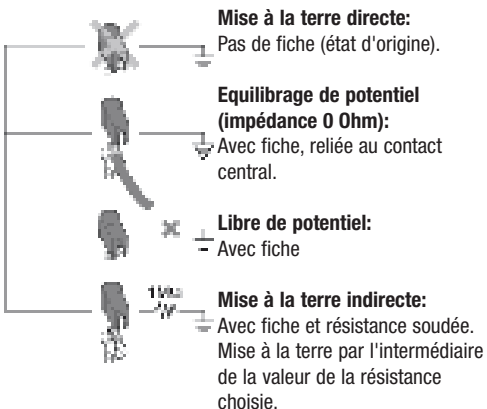 Mise à la terre directe:
Pas de fiche (état d'origine).
Equilibrage de potentiel
(impédance 0 Ohm):
Avec fiche, reliée au contact
central.
Libre de potentiel:
Avec fiche
Mise à la terre indirecte:
Avec fiche et résistance soudée.
Mise à la terre par l'intermédiaire
de la valeur de la résistance
choisie.